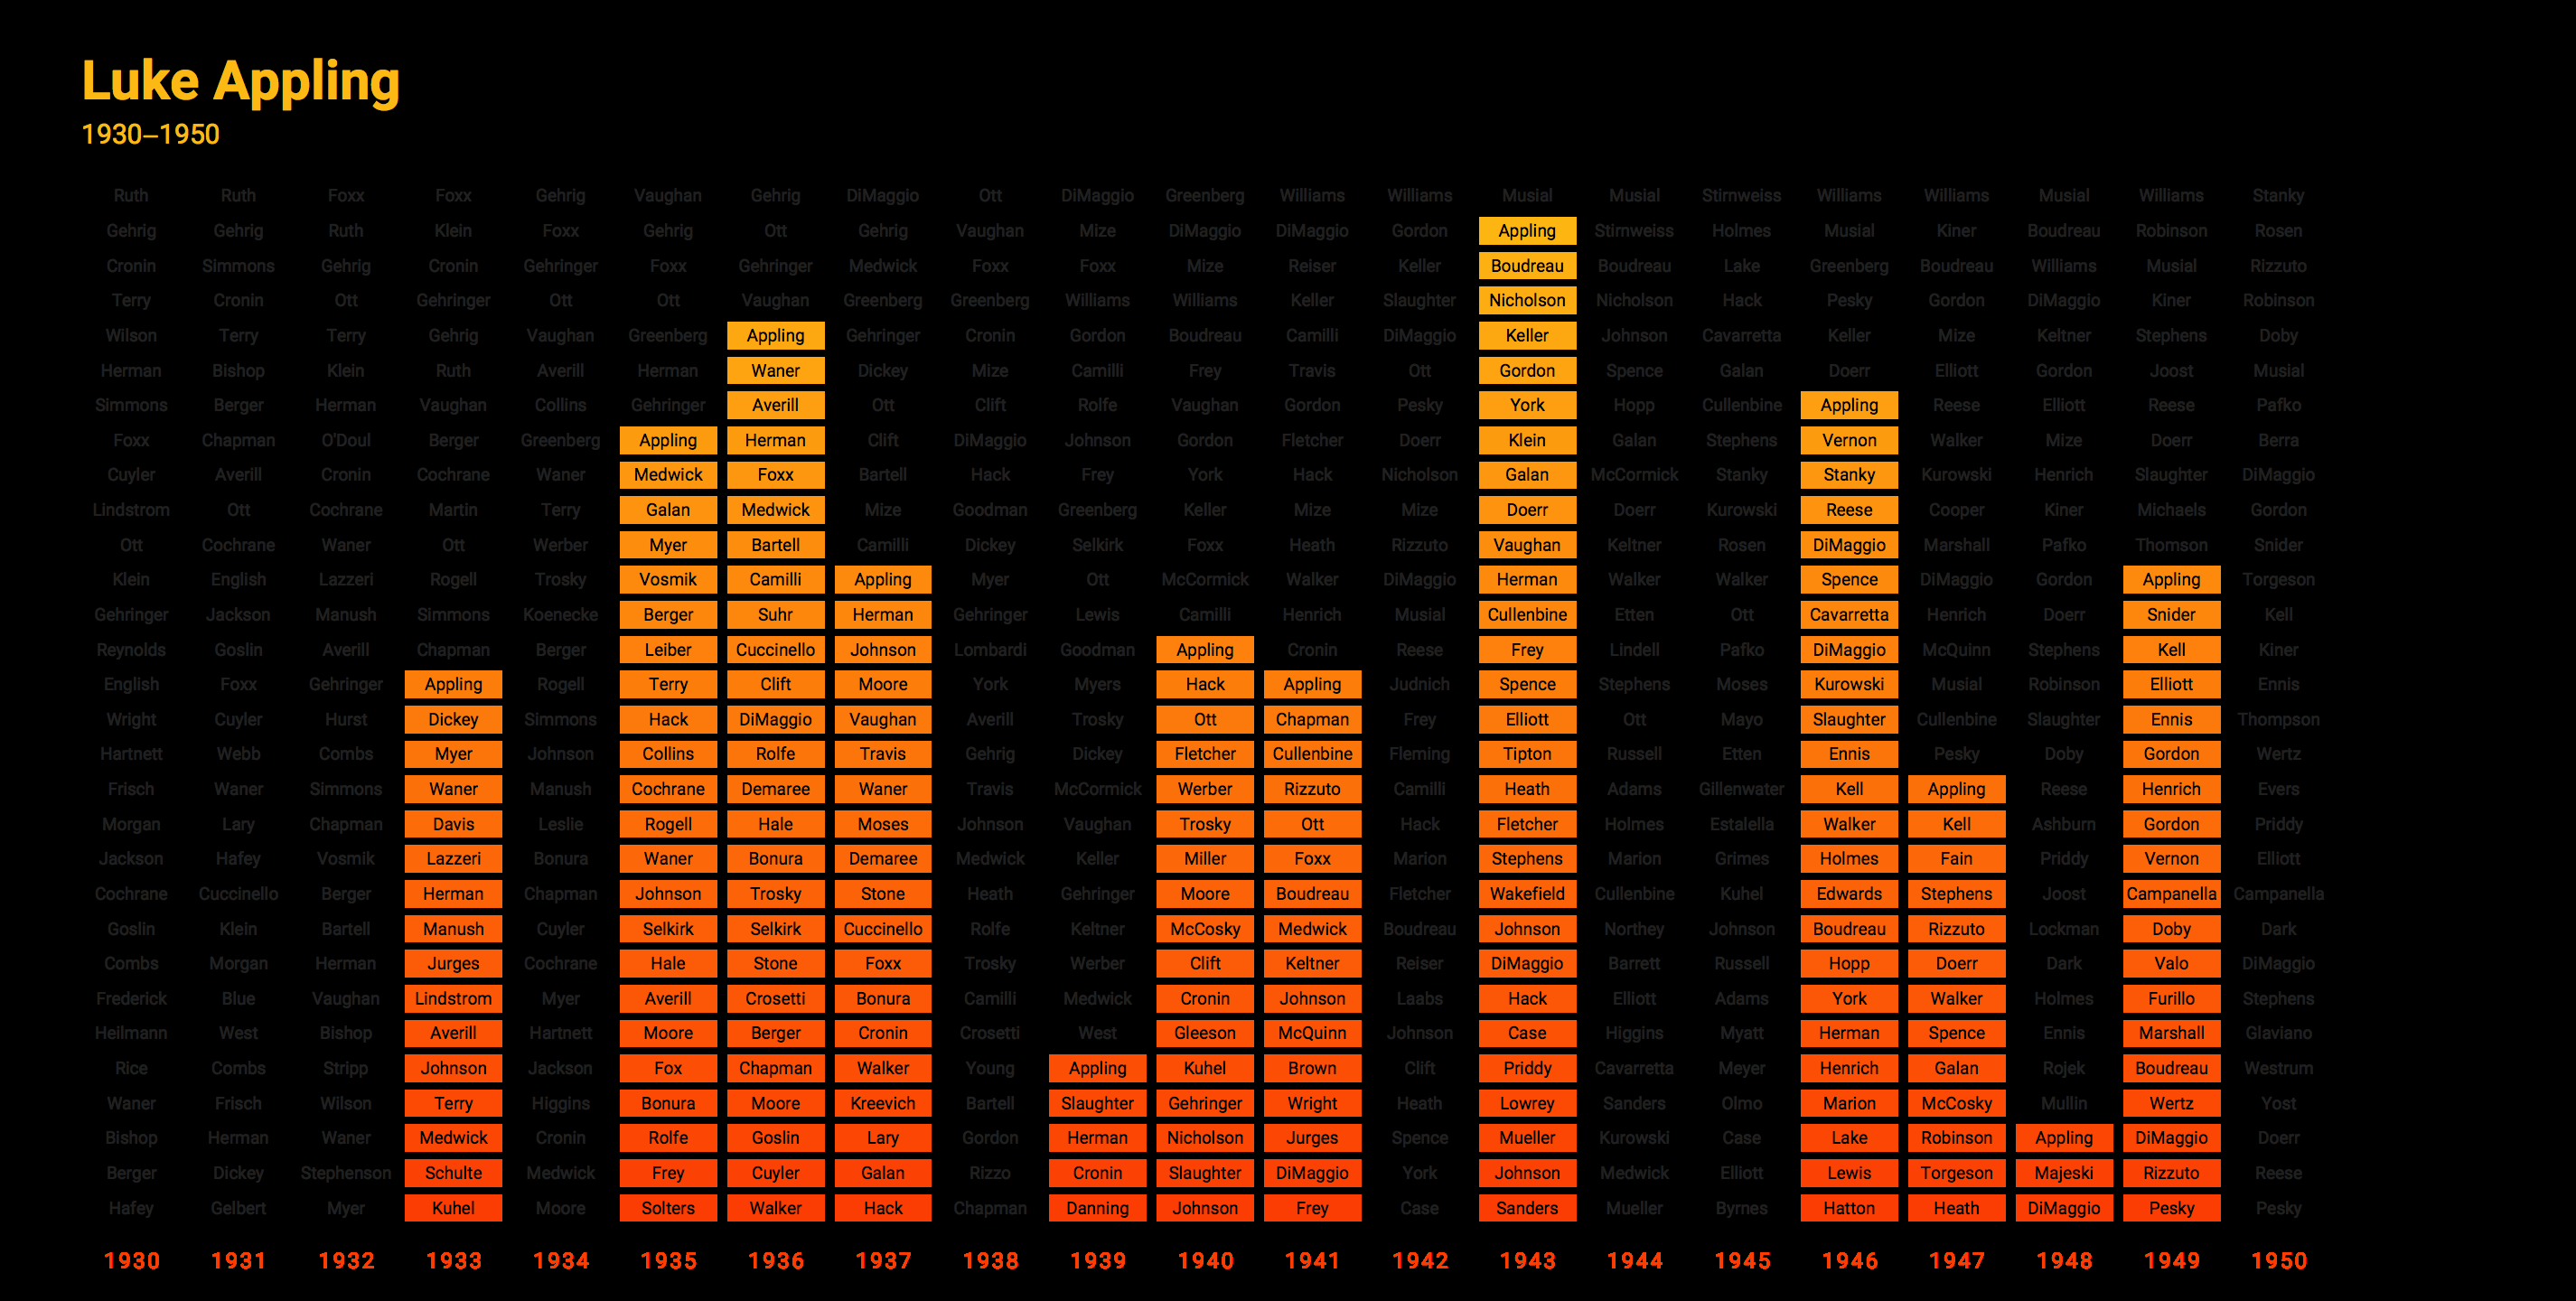 Luke Appling
1930–1950
Ruth Ruth Foxx Foxx Gehrig Vaughan Gehrig DiMaggio Ott DiMaggio Greenberg Williams Williams Musial Musial Stirnweiss Williams Williams Musial Williams Stanky
Gehrig Gehrig Ruth Klein Foxx Gehrig Ott Gehrig Vaughan Mize DiMaggio DiMaggio Gordon Appling Stirnweiss Holmes Musial Kiner Boudreau Robinson Rosen
Cronin Simmons Gehrig Cronin Gehringer Foxx Gehringer Medwick Foxx Foxx Mize Reiser Keller Boudreau Boudreau Lake Greenberg Boudreau Williams Musial Rizzuto
Terry Cronin Ott Gehringer Ott Ott Vaughan Greenberg Greenberg Williams Williams Keller Slaughter Nicholson Nicholson Hack Pesky Gordon DiMaggio Kiner Robinson
Wilson Terry Terry Gehrig Vaughan Greenberg Appling Gehringer Cronin Gordon Boudreau Camilli DiMaggio Keller Johnson Cavarretta Keller Mize Keltner Stephens Doby
Herman Bishop Klein Ruth Averill Herman Waner Dickey Mize Camilli Frey Travis Ott Gordon Spence Galan Doerr Elliott Gordon Joost Musial
Simmons Berger Herman Vaughan Collins Gehringer Averill Ott Clift Rolfe Vaughan Gordon Pesky York Hopp Cullenbine Appling Reese Elliott Reese Pafko
Foxx Chapman O'Doul Berger Greenberg Appling Herman Clift DiMaggio Johnson Gordon Fletcher Doerr Klein Galan Stephens Vernon Walker Mize Doerr Berra
Cuyler Averill Cronin Cochrane Waner Medwick Foxx Bartell Hack Frey York Hack Nicholson Galan McCormick Stanky Stanky Kurowski Henrich Slaughter DiMaggio
Lindstrom Ott Cochrane Martin Terry Galan Medwick Mize Goodman Greenberg Keller Mize Mize Doerr Doerr Kurowski Reese Cooper Kiner Michaels Gordon
Ott Cochrane Waner Ott Werber Myer Bartell Camilli Dickey Selkirk Foxx Heath Rizzuto Vaughan Keltner Rosen DiMaggio Marshall Pafko Thomson Snider
Klein English Lazzeri Rogell Trosky Vosmik Camilli Appling Myer Ott McCormick Walker DiMaggio Herman Walker Walker Spence DiMaggio Gordon Appling Torgeson
Gehringer Jackson Manush Simmons Koenecke Berger Suhr Herman Gehringer Lewis Camilli Henrich Musial Cullenbine Etten Ott Cavarretta Henrich Doerr Snider Kell
Reynolds Goslin Averill Chapman Berger Leiber Cuccinello Johnson Lombardi Goodman Appling Cronin Reese Frey Lindell Pafko DiMaggio McQuinn Stephens Kell Kiner
English Foxx Gehringer Appling Rogell Terry Clift Moore York Myers Hack Appling Judnich Spence Stephens Moses Kurowski Musial Robinson Elliott Ennis
Wright Cuyler Hurst Dickey Simmons Hack DiMaggio Vaughan Averill Trosky Ott Chapman Frey Elliott Ott Mayo Slaughter Cullenbine Slaughter Ennis Thompson
Hartnett Webb Combs Myer Johnson Collins Rolfe Travis Gehrig Dickey Fletcher Cullenbine Fleming Tipton Russell Etten Ennis Pesky Doby Gordon Wertz
Frisch Waner Simmons Waner Manush Cochrane Demaree Waner Travis McCormick Werber Rizzuto Camilli Heath Adams Gillenwater Kell Appling Reese Henrich Evers
Morgan Lary Chapman Davis Leslie Rogell Hale Moses Johnson Vaughan Trosky Ott Hack Fletcher Holmes Estalella Walker Kell Ashburn Gordon Priddy
Jackson Hafey Vosmik Lazzeri Bonura Waner Bonura Demaree Medwick Keller Miller Foxx Marion Stephens Marion Grimes Holmes Fain Priddy Vernon Elliott
Cochrane Cuccinello Berger Herman Chapman Johnson Trosky Stone Heath Gehringer Moore Boudreau Fletcher Wakefield Cullenbine Kuhel Edwards Stephens Joost Campanella Campanella
Goslin Klein Bartell Manush Cuyler Selkirk Selkirk Cuccinello Rolfe Keltner McCosky Medwick Boudreau Johnson Northey Johnson Boudreau Rizzuto Lockman Doby Dark
Combs Morgan Herman Jurges Cochrane Hale Stone Foxx Trosky Werber Clift Keltner Reiser DiMaggio Barrett Russell Hopp Doerr Dark Valo DiMaggio
Frederick Blue Vaughan Lindstrom Myer Averill Crosetti Bonura Camilli Medwick Cronin Johnson Laabs Hack Elliott Adams York Walker Holmes Furillo Stephens
Heilmann West Bishop Averill Hartnett Moore Berger Cronin Crosetti West Gleeson McQuinn Johnson Case Higgins Myatt Herman Spence Ennis Marshall Glaviano
Rice Combs Stripp Johnson Jackson Fox Chapman Walker Young Appling Kuhel Brown Clift Priddy Cavarretta Meyer Henrich Galan Rojek Boudreau Westrum
Waner Frisch Wilson Terry Higgins Bonura Moore Kreevich Bartell Slaughter Gehringer Wright Heath Lowrey Sanders Olmo Marion McCosky Mullin Wertz Yost
Bishop Herman Waner Medwick Cronin Rolfe Goslin Lary Gordon Herman Nicholson Jurges Spence Mueller Kurowski Case Lake Robinson Appling DiMaggio Doerr
Berger Dickey Stephenson Schulte Medwick Frey Cuyler Galan Rizzo Cronin Slaughter DiMaggio York Johnson Medwick Elliott Lewis Torgeson Majeski Rizzuto Reese
Hafey Gelbert Myer Kuhel Moore Solters Walker Hack Chapman Danning Johnson Frey Case Sanders Mueller Byrnes Hatton Heath DiMaggio Pesky Pesky
1930 1931 1932 1933 1934 1935 1936 1937 1938 1939 1940 1941 1942 1943 1944 1945 1946 1947 1948 1949 1950